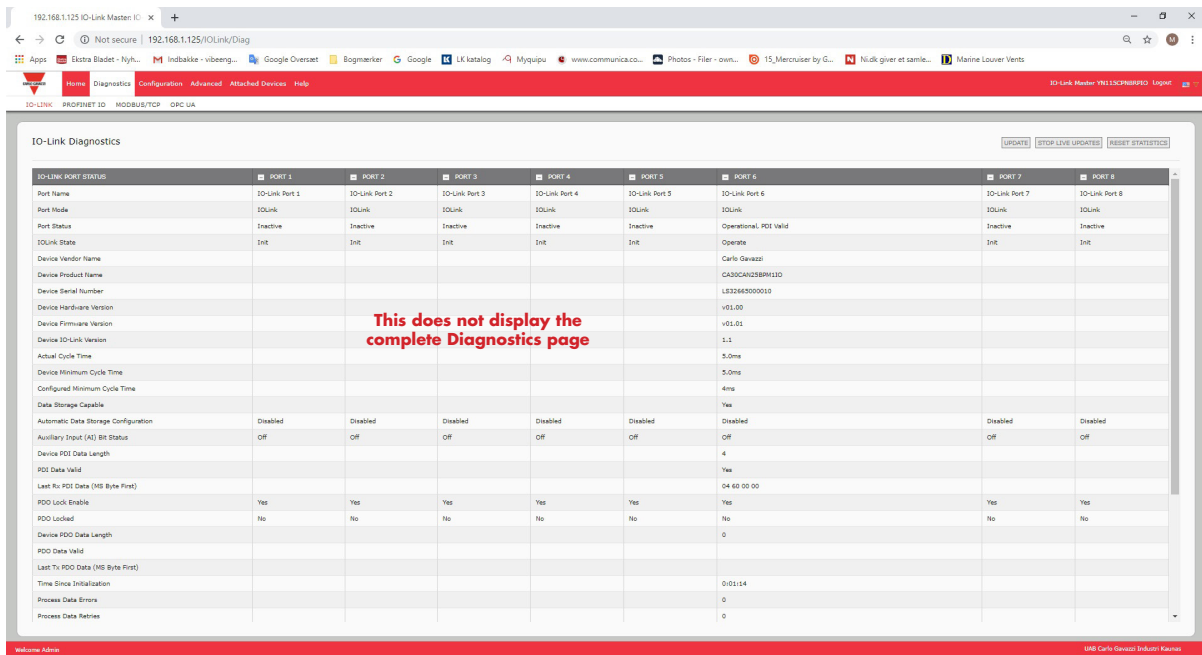 192.168.1.125 IO-Link Master: IO
192.168.1.125/IOLink/Diag
Not secure
Apps Ekstra Bladet - Nyh... Indbakke - vibeeng... Google Oversæt Bogmærker Google LK katalog Myquipu www.communica.co... Photos - Filer - own... 15_Mercruiser by G... Ni.dk giver et samle... Marine Louver Vents
Home Diagnostics Configuration Advanced Attached Devices Help IO-Link Master YN115CPN8RPIO Logout
IO-LINK PROFINET IO MODBUS/TCP OPC UA
IO-Link Diagnostics UPDATE STOP LIVE UPDATES RESET STATISTICS
IO-LINK PORT STATUS PORT 1 PORT 2 PORT 3 PORT 4 PORT 5 PORT 6 PORT 7 PORT 8
Port Name IO-Link Port 1 IO-Link Port 2 IO-Link Port 3 IO-Link Port 4 IO-Link Port 5 IO-Link Port 6 IO-Link Port 7 IO-Link Port 8
Port Mode IOLink IOLink IOLink IOLink IOLink IOLink IOLink IOLink
Port Status Inactive Inactive Inactive Inactive Inactive Operational, PDI Valid Inactive Inactive
IOLink State Init Init Init Init Init Operate Init Init
Device Vendor Name Carlo Gavazzi
Device Product Name CA30CAN25BPM1IO
Device Serial Number LS32665000010
Device Hardware Version v01.00
Device Firmware Version v01.01
This does not display the
complete Diagnostics page
Device IO-Link Version 1.1
Actual Cycle Time 5.0ms
Device Minimum Cycle Time 5.0ms
Configured Minimum Cycle Time 4ms
Data Storage Capable Yes
Automatic Data Storage Configuration Disabled Disabled Disabled Disabled Disabled Disabled Disabled Disabled
Auxiliary Input (AI) Bit Status Off Off Off Off Off Off Off Off
Device PDI Data Length 4
PDI Data Valid Yes
Last Rx PDI Data (MS Byte First) 04 60 00 00
PDO Lock Enable Yes Yes Yes Yes Yes Yes Yes Yes
PDO Locked No No No No No No No No
Device PDO Data Length 0
PDO Data Valid
Last Tx PDO Data (MS Byte First)
Time Since Initialization 0:01:14
Process Data Errors 0
Process Data Retries 0
Welcome Admin UAB Carlo Gavazzi Industri Kaunas